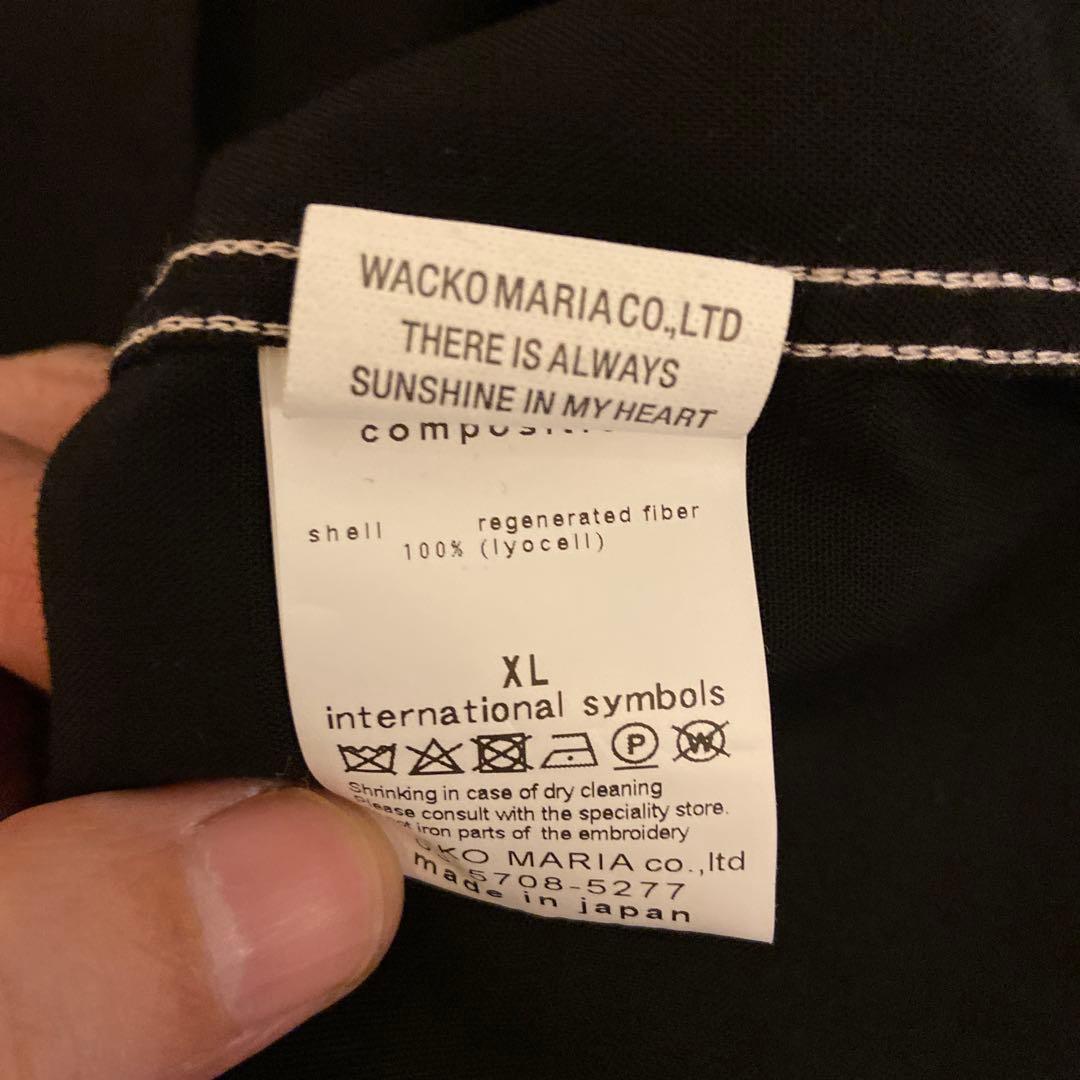 WACKO MARIA CO.,LTD
THERE IS ALWAYS
SUNSHINE IN MY HEART
shell
regenerated fiber
100% (lyocell)
XL
international symbols
P W
Shrinking in case of dry cleaning
Please consult with the speciality store.
iron parts of the embroidery
MARIA co.,ltd
5708-5277
made in japan